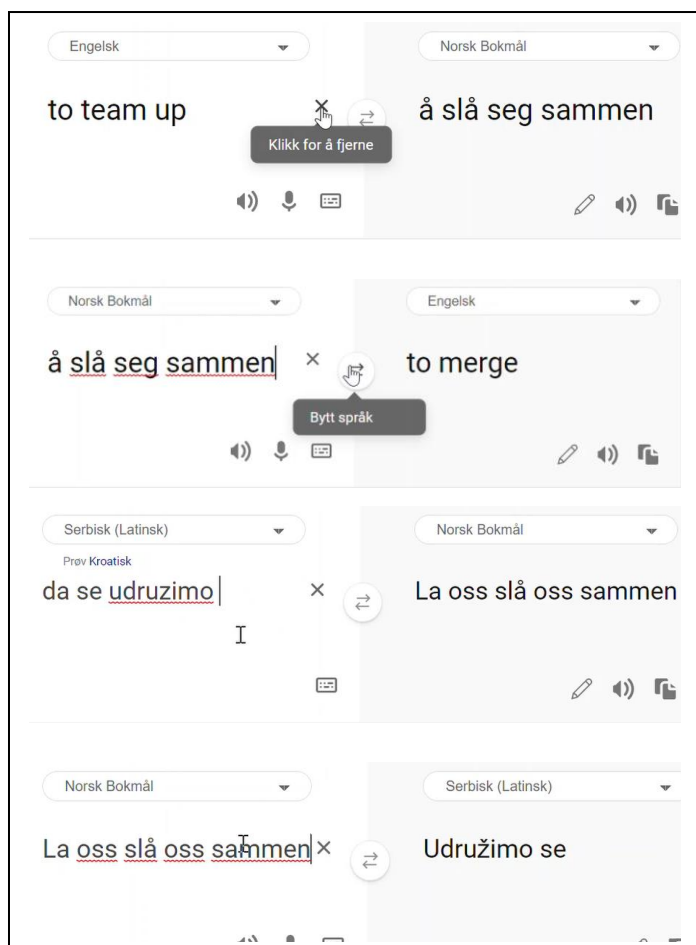 Engelsk
Norsk Bokmål
to team up
å slå seg sammen
Klikk for å fjerne
Norsk Bokmål
Engelsk
å slå seg sammen
to merge
Bytt språk
Serbisk (Latinsk)
Norsk Bokmål
Prøv Kroatisk
da se udruzimo
La oss slå oss sammen
Norsk Bokmål
Serbisk (Latinsk)
La oss slå oss sammen
Udružimo se